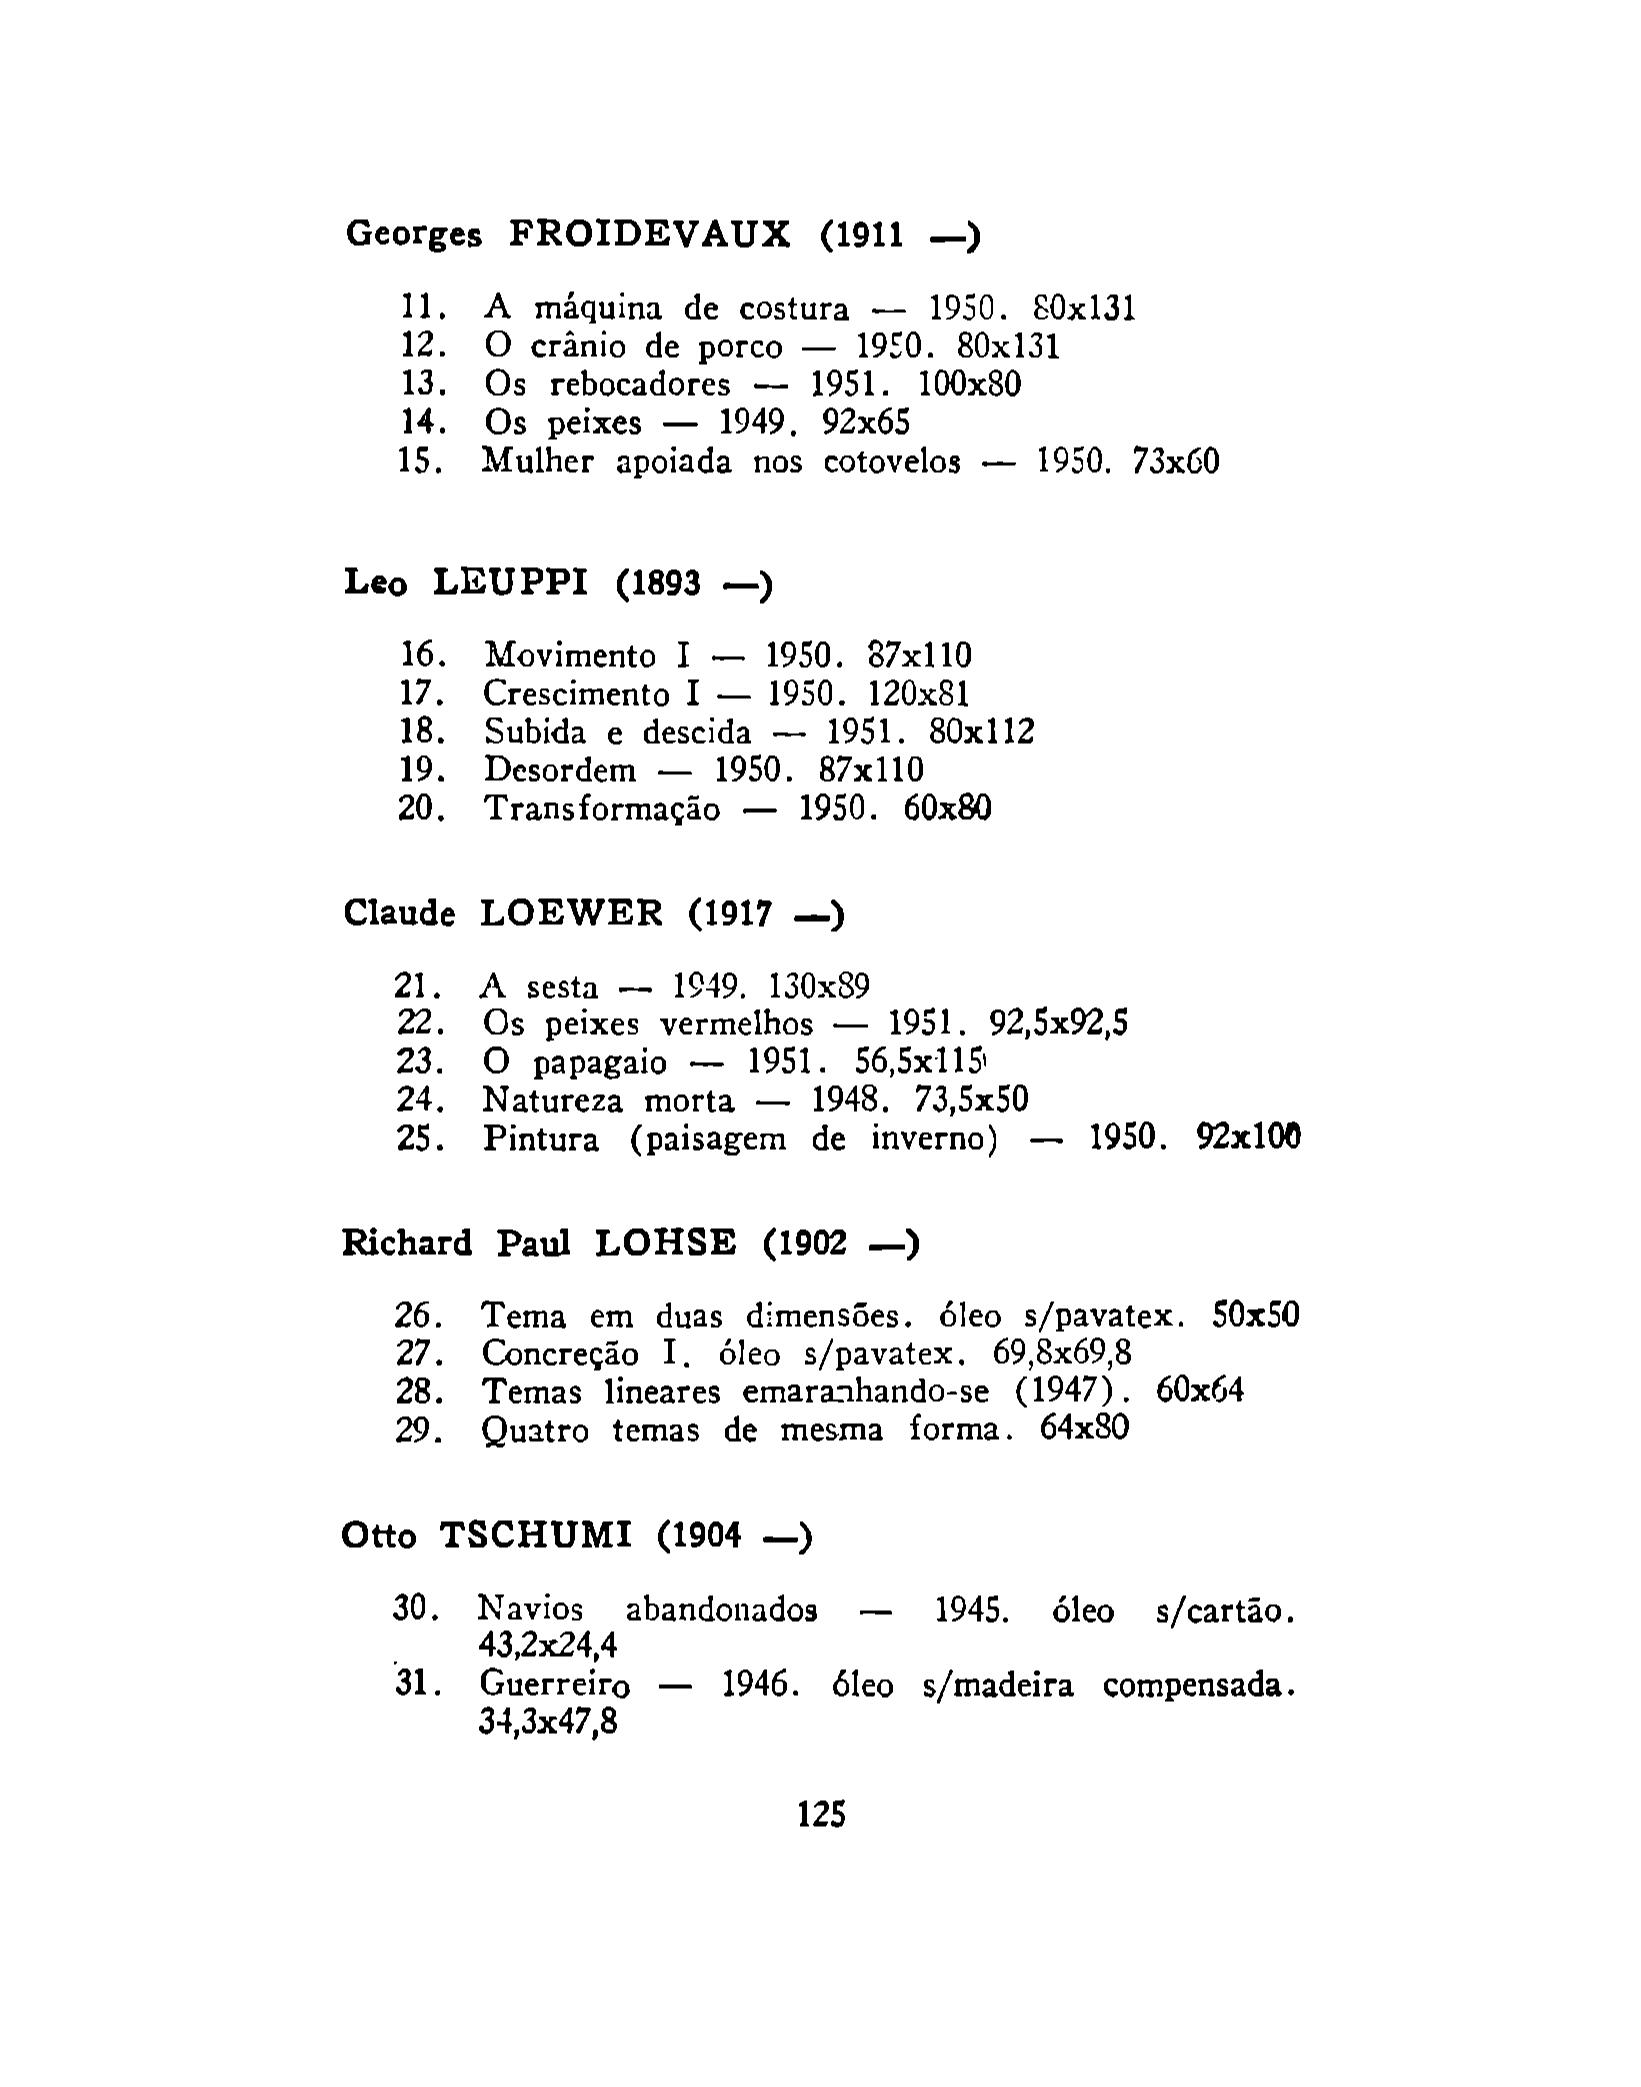 Georges FROIDEVAUX (1911 —)
11. A máquina de costura — 1950. 80x131
12. O crânio de porco — 1950. 80x131
13. Os rebocadores — 1951. 100x80
14. Os peixes — 1949. 92x65
15. Mulher apoiada nos cotovelos — 1950. 73x60
Leo LEUPPI (1893 —)
16. Movimento I — 1950. 87x110
17. Crescimento I — 1950. 120x81
18. Subida e descida — 1951. 80x112
19. Desordem — 1950. 87x110
20. Transformação — 1950. 60x80
Claude LOEWER (1917 —)
21. A sesta — 1949. 130x89
22. Os peixes vermelhos — 1951. 92,5x92,5
23. O papagaio — 1951. 56,5x115
24. Natureza morta — 1948. 73,5x50
25. Pintura (paisagem de inverno) — 1950. 92x100
Richard Paul LOHSE (1902 —)
26. Tema em duas dimensões. óleo s/pavatex. 50x50
27. Concreção I. óleo s/pavatex. 69,8x69,8
28. Temas lineares emaranhando-se (1947). 60x64
29. Quatro temas de mesma forma. 64x80
Otto TSCHUMI (1904 —)
30. Navios abandonados — 1945. óleo s/cartão.
43,2x24,4
31. Guerreiro — 1946. óleo s/madeira compensada.
34,3x47,8
125